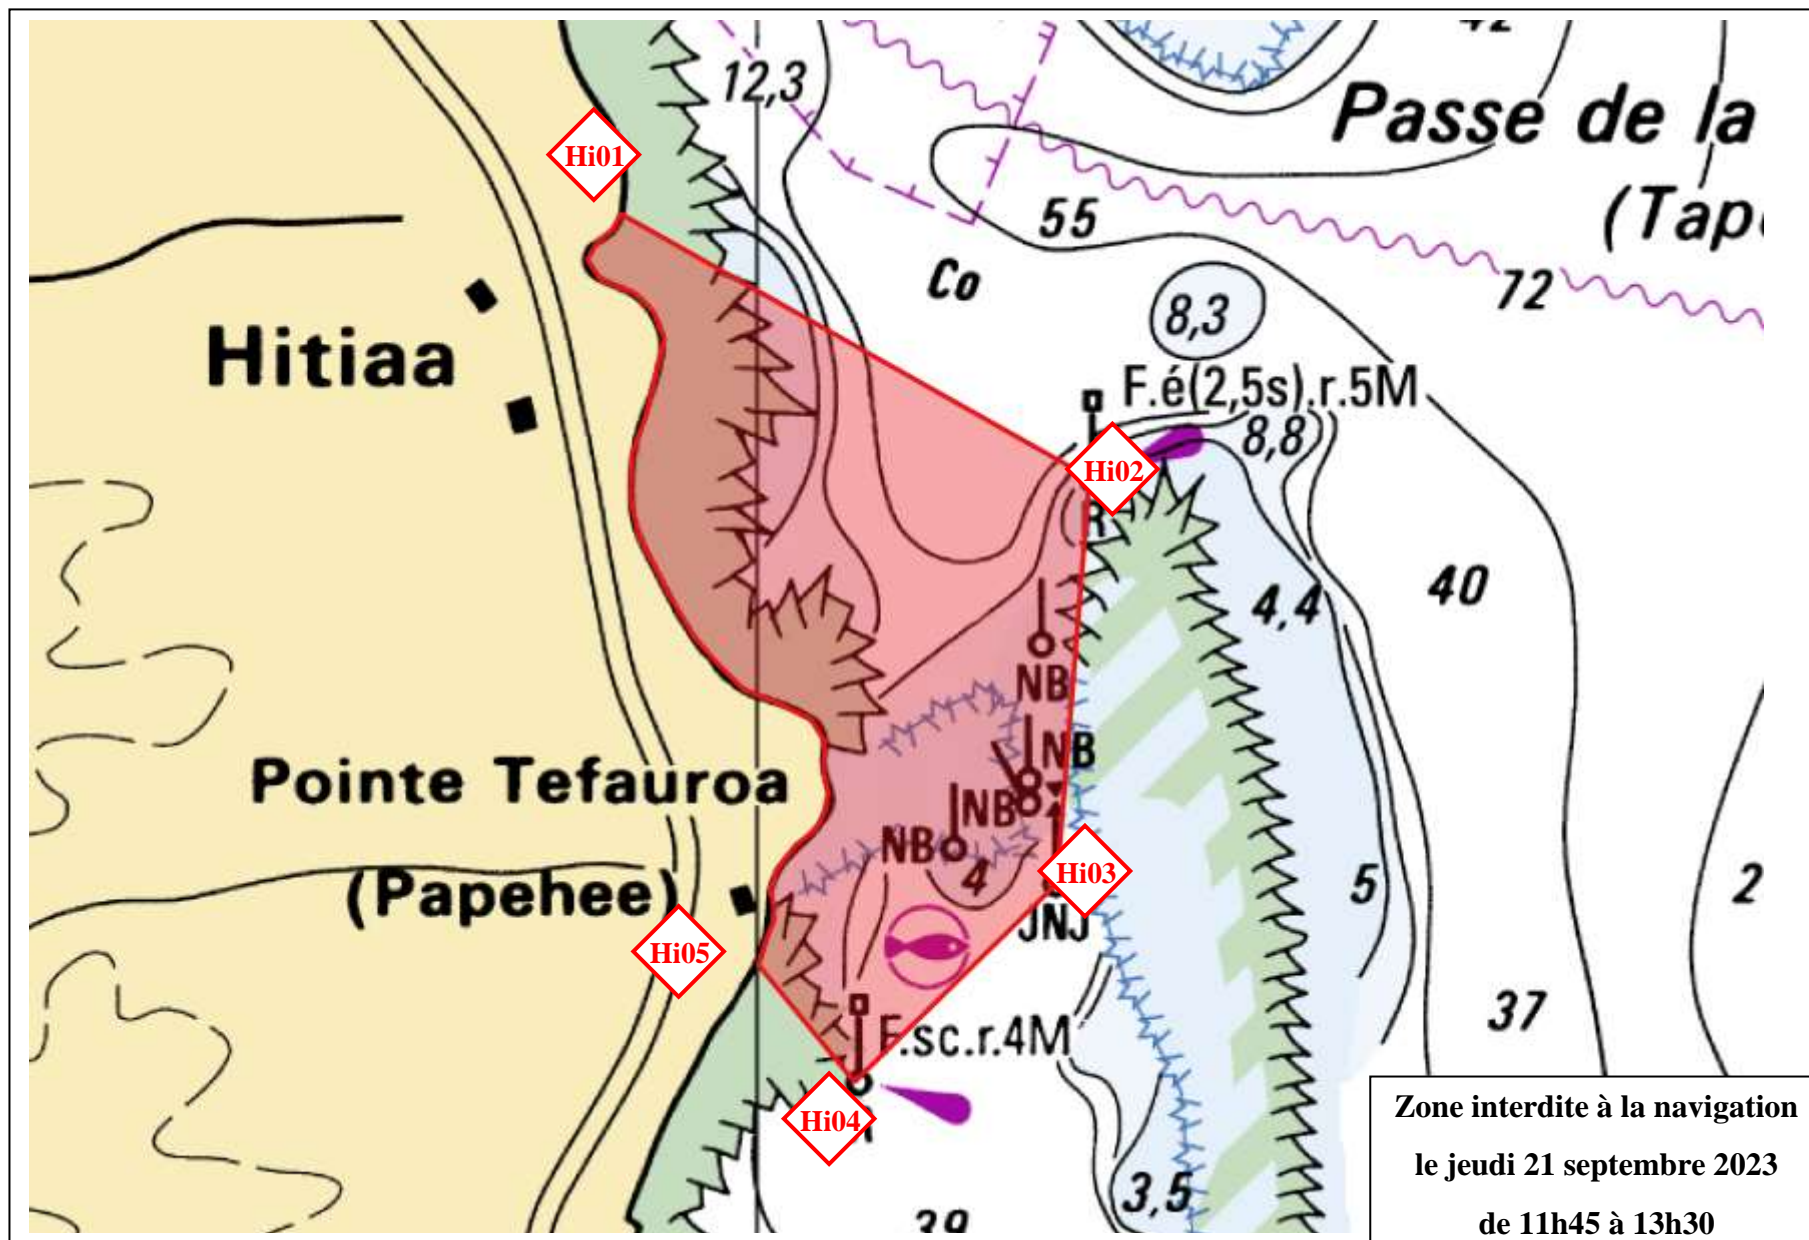 12,3
Passe de la
Hi01
55
(Tap
Co
72
8,3
Hitiaa
F.é(2,5s).r.5M
8,8
Hi02
R
40
4,4
NB
NB
Pointe Tefauroa
NB
NB
4
Hi03
5
2
(Papehee)
JNJ
Hi05
37
F.sc.r.4M
Hi04
3,5
39
Zone interdite à la navigation
le jeudi 21 septembre 2023
de 11h45 à 13h30